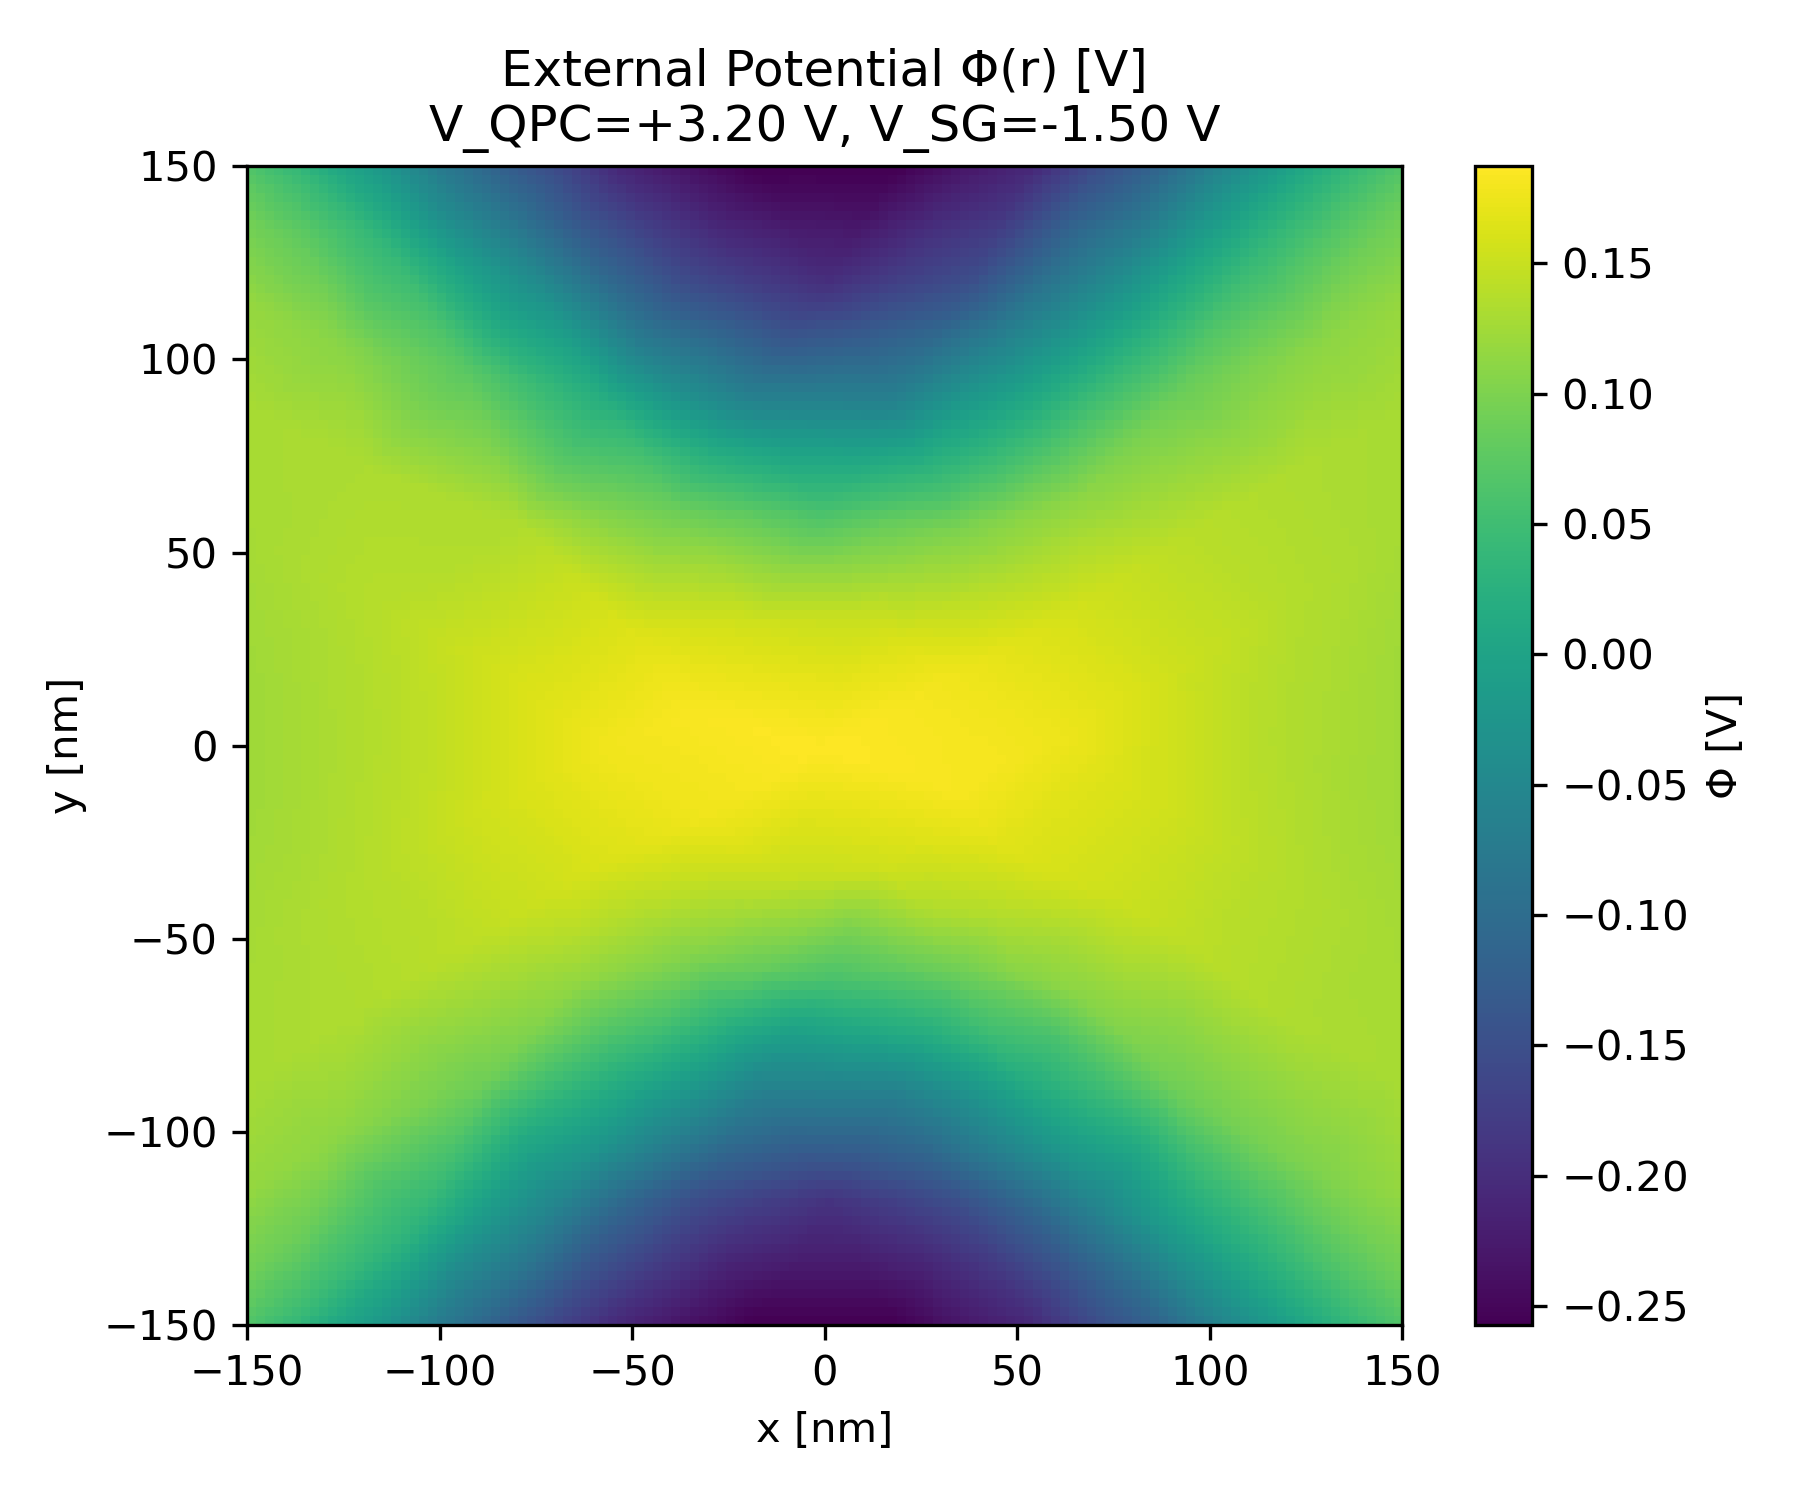 External Potential Φ(r) [V]
V_QPC=+3.20 V, V_SG=-1.50 V
150
100
50
0
−50
−100
−150
y [nm]
−150 −100 −50 0 50 100 150
x [nm]
0.15
0.10
0.05
0.00
−0.05
−0.10
−0.15
−0.20
−0.25
Φ [V]